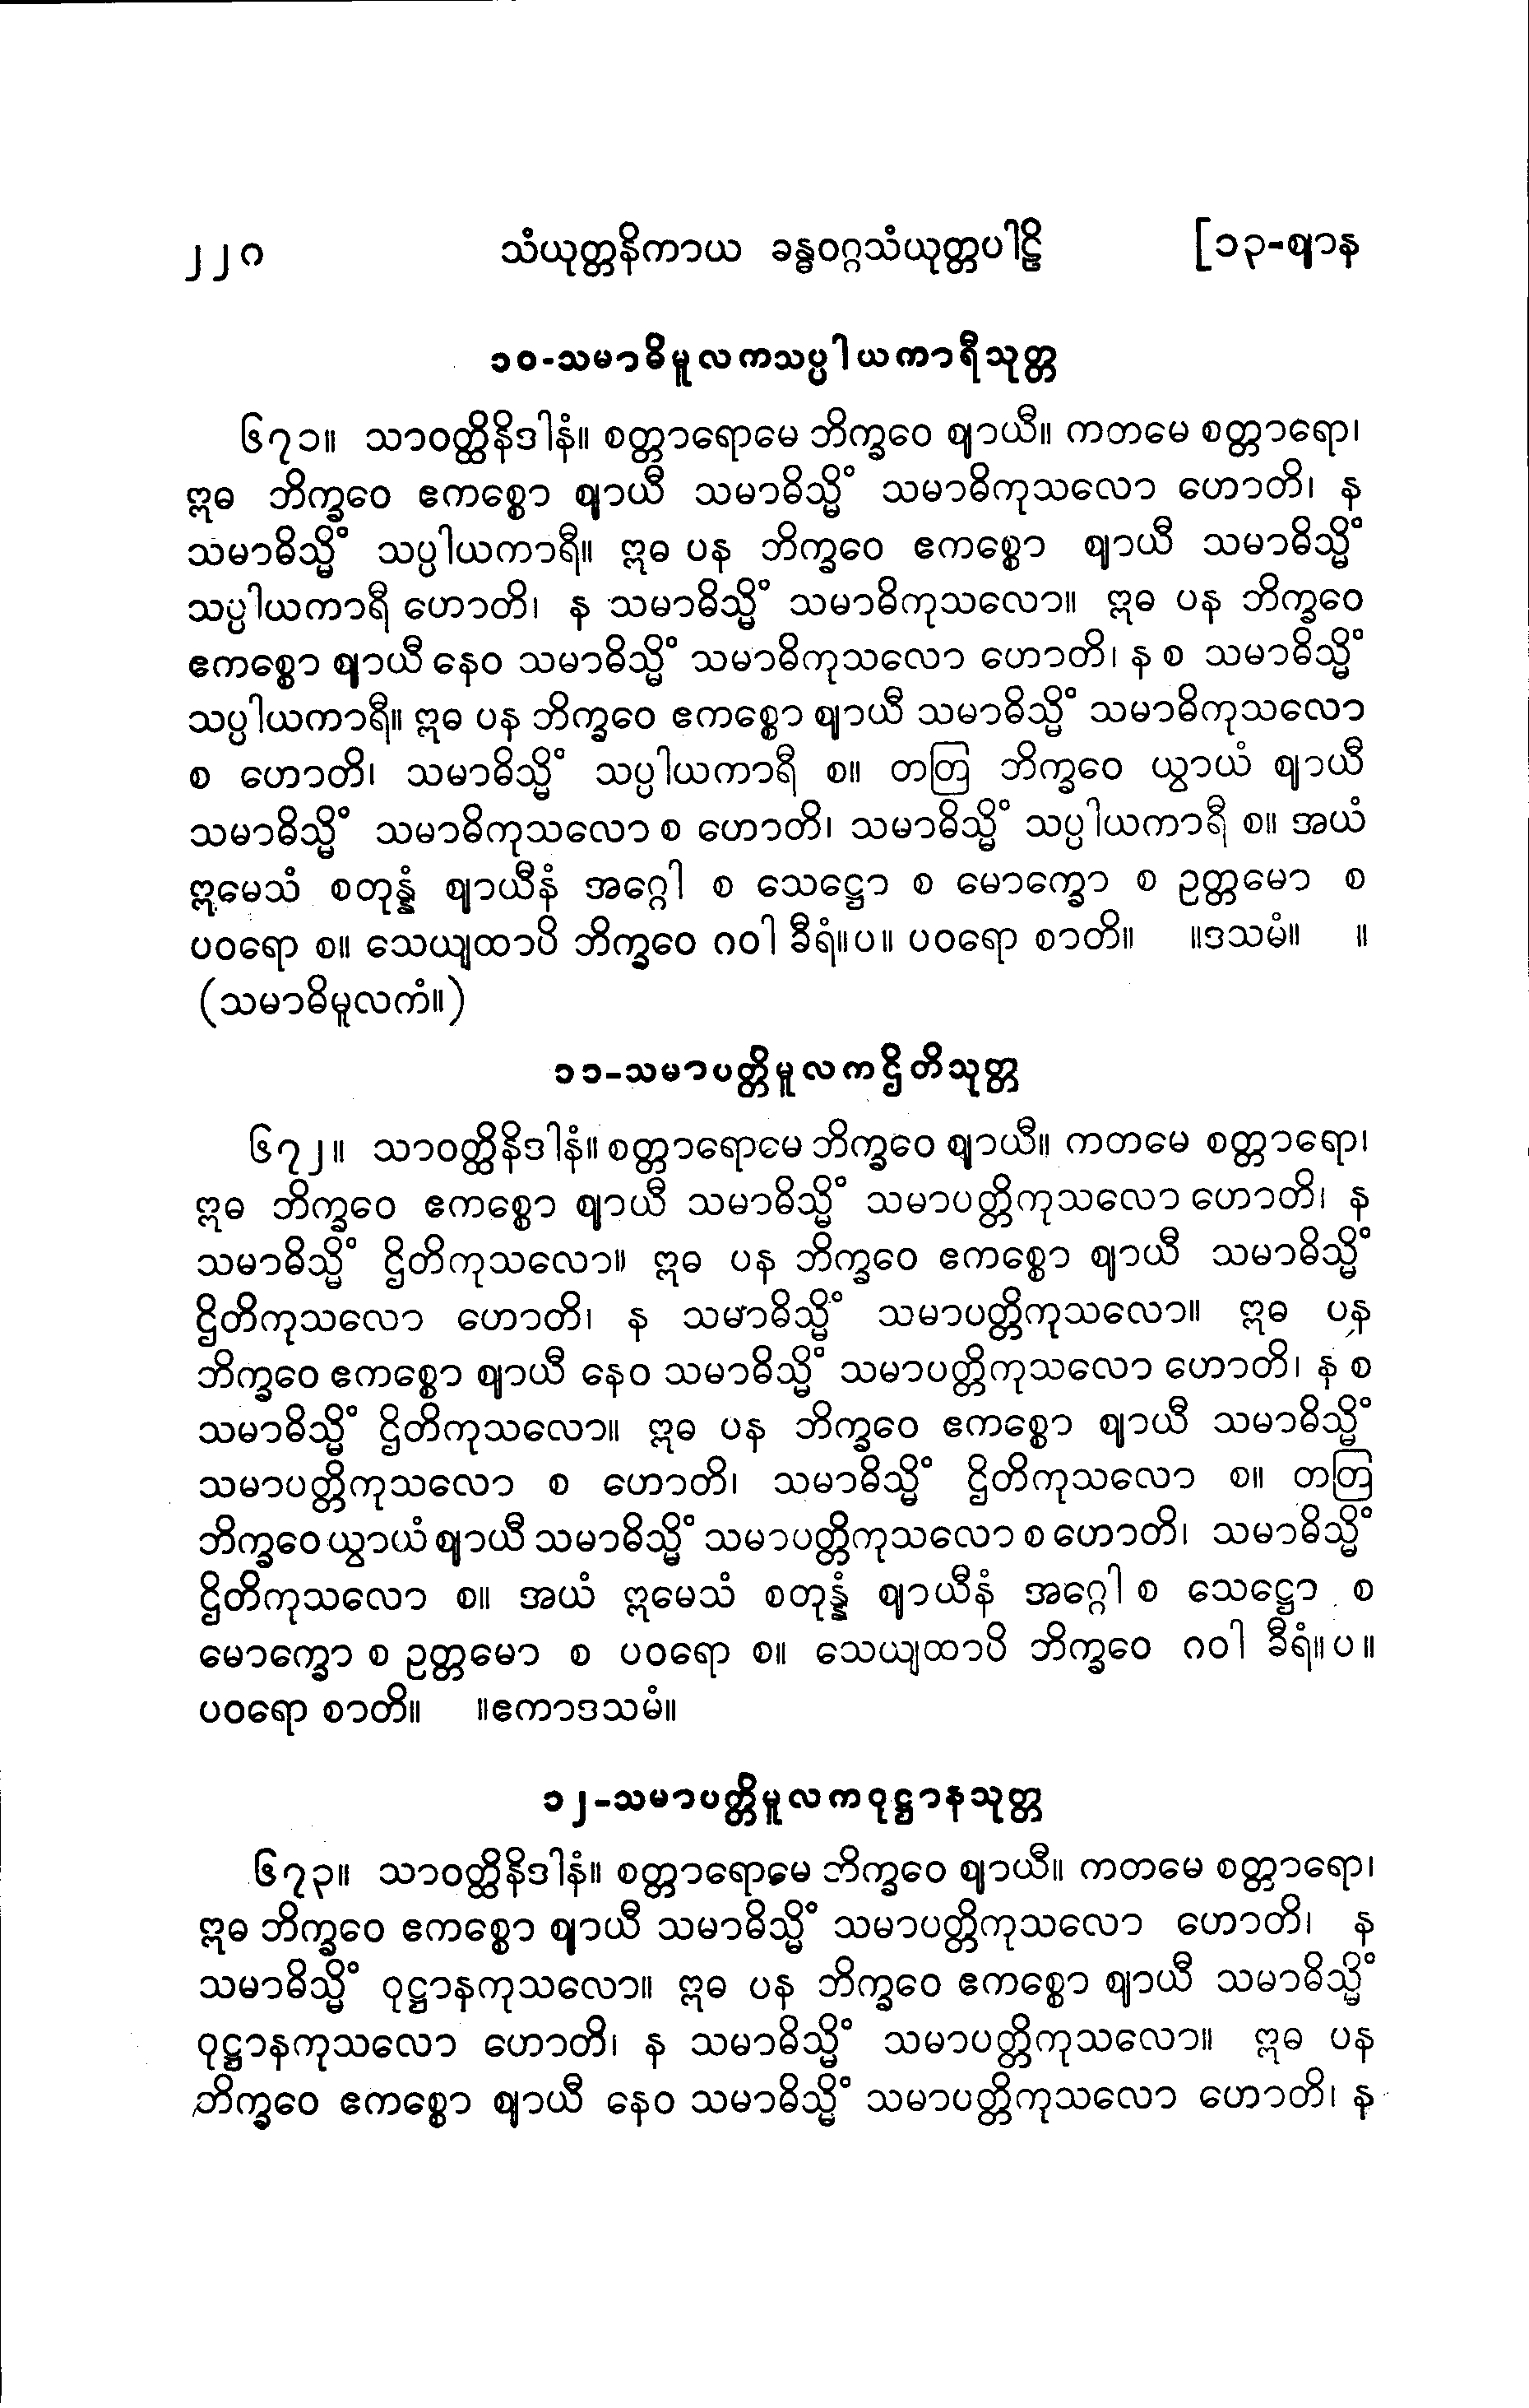 ၂၂၀ သံယုတ္တနိကာယ ခန္ဓဝဂ္ဂသံယုတ္တပါဠိ [၁၃-ဈာန
၁၀-သမာဓိမူလကသပ္ပါယကာရီသုတ္တ
၆၇၁။ သာဝတ္ထိနိဒါနံ။ စတ္တာရောမေ ဘိက္ခဝေ ဈာယီ။ ကတမေ စတ္တာရော၊
ဣဓ ဘိက္ခဝေ ဧကစ္စော ဈာယီ သမာဓိသ္မိံ သမာဓိကုသလော ဟောတိ၊ န
သမာဓိသ္မိံ သပ္ပါယကာရီ။ ဣဓ ပန ဘိက္ခဝေ ဧကစ္စော ဈာယီ သမာဓိသ္မိံ
သပ္ပါယကာရီ ဟောတိ၊ န သမာဓိသ္မိံ သမာဓိကုသလော။ ဣဓ ပန ဘိက္ခဝေ
ဧကစ္စော ဈာယီ နေဝ သမာဓိသ္မိံ သမာဓိကုသလော ဟောတိ၊ န စ သမာဓိသ္မိံ
သပ္ပါယကာရီ။ ဣဓ ပန ဘိက္ခဝေ ဧကစ္စော ဈာယီ သမာဓိသ္မိံ သမာဓိကုသလော
စ ဟောတိ၊ သမာဓိသ္မိံ သပ္ပါယကာရီ စ။ တတြ ဘိက္ခဝေ ယွာယံ ဈာယီ
သမာဓိသ္မိံ သမာဓိကုသလော စ ဟောတိ၊ သမာဓိသ္မိံ သပ္ပါယကာရီ စ။ အယံ
ဣမေသံ စတုန္နံ ဈာယီနံ အဂ္ဂေါ စ သေဋ္ဌော စ မောက္ခော စ ဥတ္တမော စ
ပဝရော စ။ သေယျထာပိ ဘိက္ခဝေ ဂဝါ ခီရံ။ပ။ ပဝရော စာတိ။ ။ဒသမံ။ ။
(သမာဓိမူလကံ။)
၁၁-သမာပတ္တိမူလကဌိတိသုတ္တ
၆၇၂။ သာဝတ္ထိနိဒါနံ။ စတ္တာရောမေ ဘိက္ခဝေ ဈာယီ။ ကတမေ စတ္တာရော၊
ဣဓ ဘိက္ခဝေ ဧကစ္စော ဈာယီ သမာဓိသ္မိံ သမာပတ္တိကုသလော ဟောတိ၊ န
သမာဓိသ္မိံ ဌိတိကုသလော။ ဣဓ ပန ဘိက္ခဝေ ဧကစ္စော ဈာယီ သမာဓိသ္မိံ
ဌိတိကုသလော ဟောတိ၊ န သမာဓိသ္မိံ သမာပတ္တိကုသလော။ ဣဓ ပန
ဘိက္ခဝေ ဧကစ္စော ဈာယီ နေဝ သမာဓိသ္မိံ သမာပတ္တိကုသလော ဟောတိ၊ န စ
သမာဓိသ္မိံ ဌိတိကုသလော။ ဣဓ ပန ဘိက္ခဝေ ဧကစ္စော ဈာယီ သမာဓိသ္မိံ
သမာပတ္တိကုသလော စ ဟောတိ၊ သမာဓိသ္မိံ ဌိတိကုသလော စ။ တတြ
ဘိက္ခဝေ ယွာယံ ဈာယီ သမာဓိသ္မိံ သမာပတ္တိကုသလော စ ဟောတိ၊ သမာဓိသ္မိံ
ဌိတိကုသလော စ။ အယံ ဣမေသံ စတုန္နံ ဈာယီနံ အဂ္ဂေါ စ သေဋ္ဌော စ
မောက္ခော စ ဥတ္တမော စ ပဝရော စ။ သေယျထာပိ ဘိက္ခဝေ ဂဝါ ခီရံ။ပ။
ပဝရော စာတိ။ ။ဧကာဒသမံ။
၁၂-သမာပတ္တိမူလကဝုဋ္ဌာနသုတ္တ
၆၇၃။ သာဝတ္ထိနိဒါနံ။ စတ္တာရောမေ ဘိက္ခဝေ ဈာယီ။ ကတမေ စတ္တာရော၊
ဣဓ ဘိက္ခဝေ ဧကစ္စော ဈာယီ သမာဓိသ္မိံ သမာပတ္တိကုသလော ဟောတိ၊ န
သမာဓိသ္မိံ ဝုဋ္ဌာနကုသလော။ ဣဓ ပန ဘိက္ခဝေ ဧကစ္စော ဈာယီ သမာဓိသ္မိံ
ဝုဋ္ဌာနကုသလော ဟောတိ၊ န သမာဓိသ္မိံ သမာပတ္တိကုသလော။ ဣဓ ပန
ဘိက္ခဝေ ဧကစ္စော ဈာယီ နေဝ သမာဓိသ္မိံ သမာပတ္တိကုသလော ဟောတိ၊ န